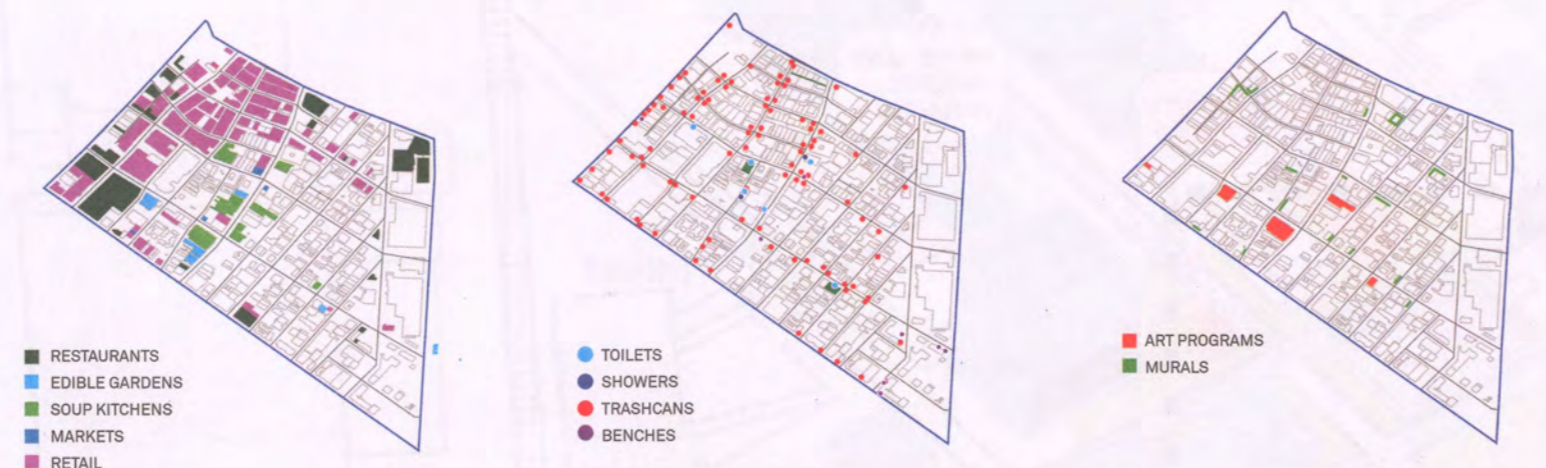 RESTAURANTS
EDIBLE GARDENS
SOUP KITCHENS
MARKETS
RETAIL
TOILETS
SHOWERS
TRASHCANS
BENCHES
ART PROGRAMS
MURALS